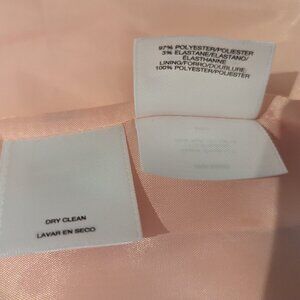 97% POLYESTER/POLIESTER
3% ELASTANE/ELASTANO/
ELASTHANNE
LINING/FORRO/DOUBLURE:
100% POLYESTER/POLIESTER
DRY CLEAN
LAVAR EN SECO